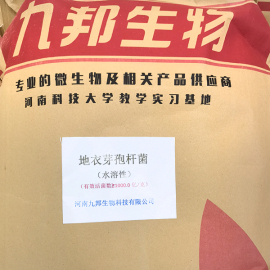 九邦生物
专业的微生物及相关产品供应商
河南科技大学教学实习基地
地衣芽孢杆菌
（水溶性）
河南九邦生物科技有限公司